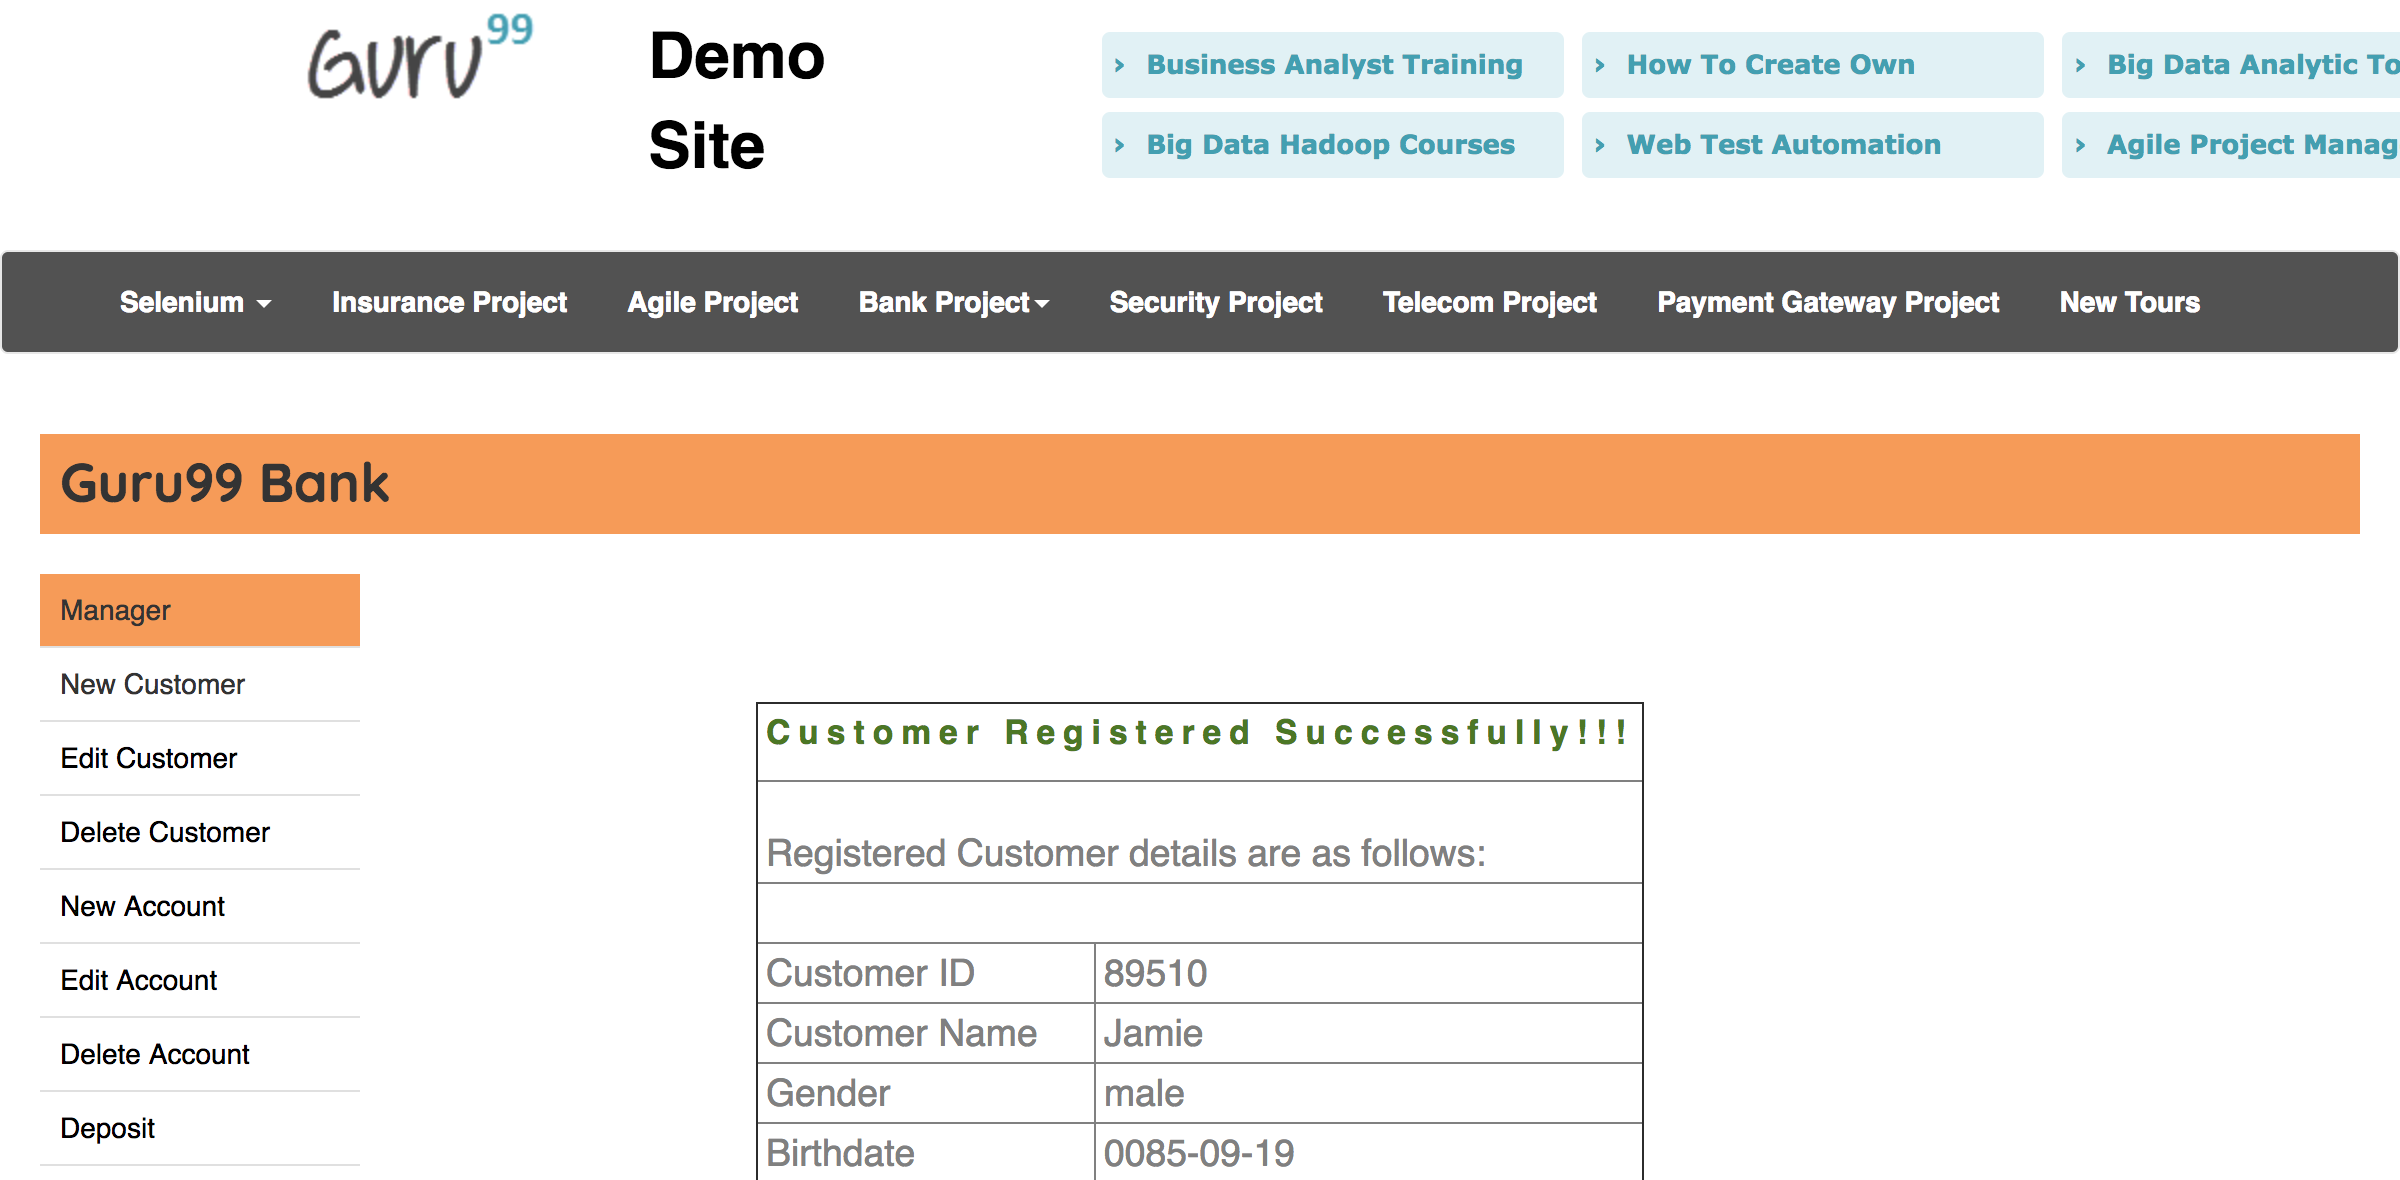 Guru99
Demo
Site
› Business Analyst Training
› How To Create Own
› Big Data Analytic To
› Big Data Hadoop Courses
› Web Test Automation
› Agile Project Manag
Selenium Insurance Project Agile Project Bank Project Security Project Telecom Project Payment Gateway Project New Tours
Guru99 Bank
Manager
New Customer
Edit Customer
Delete Customer
New Account
Edit Account
Delete Account
Deposit
Customer Registered Successfully!!!
Registered Customer details are as follows:
Customer ID 89510
Customer Name Jamie
Gender male
Birthdate 0085-09-19